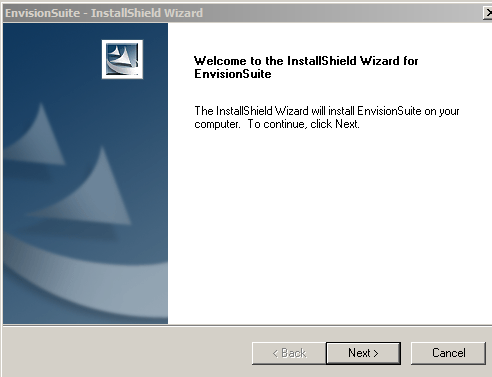 EnvisionSuite - InstallShield Wizard
Welcome to the InstallShield Wizard for
EnvisionSuite
The InstallShield Wizard will install EnvisionSuite on your
computer. To continue, click Next.
< Back
Next >
Cancel